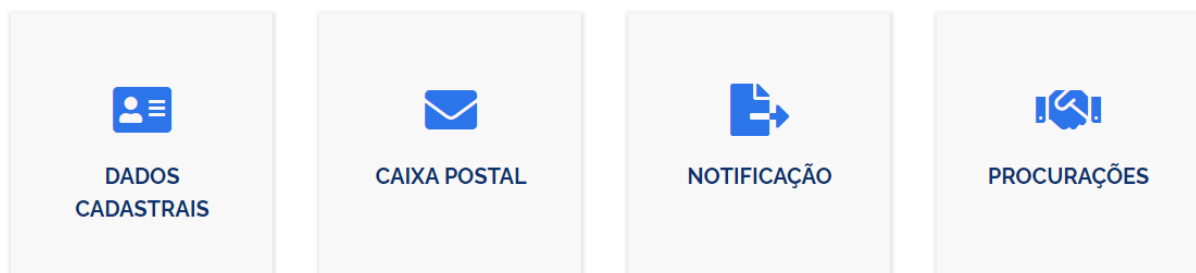 DADOS
CADASTRAIS
CAIXA POSTAL
NOTIFICAÇÃO
PROCURAÇÕES